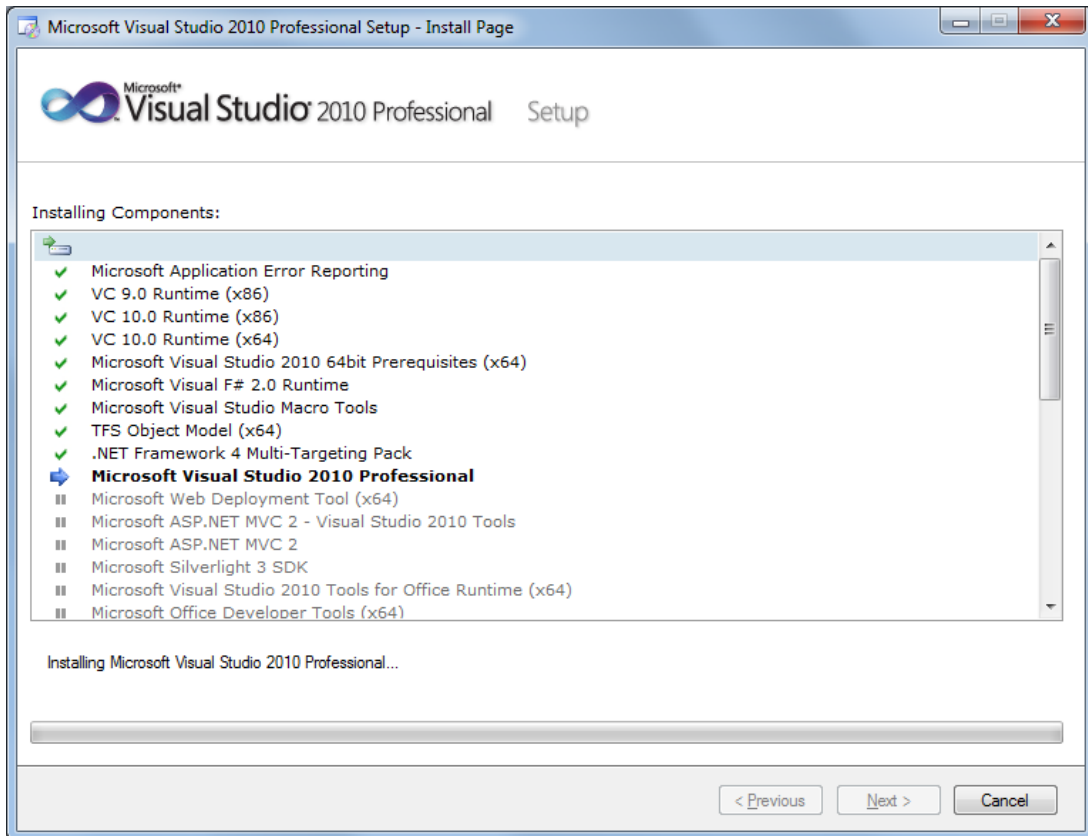 Microsoft Visual Studio 2010 Professional Setup - Install Page
Microsoft®
Visual Studio 2010 Professional Setup
Installing Components:
Microsoft Application Error Reporting
VC 9.0 Runtime (x86)
VC 10.0 Runtime (x86)
VC 10.0 Runtime (x64)
Microsoft Visual Studio 2010 64bit Prerequisites (x64)
Microsoft Visual F# 2.0 Runtime
Microsoft Visual Studio Macro Tools
TFS Object Model (x64)
.NET Framework 4 Multi-Targeting Pack
Microsoft Visual Studio 2010 Professional
Microsoft Web Deployment Tool (x64)
Microsoft ASP.NET MVC 2 - Visual Studio 2010 Tools
Microsoft ASP.NET MVC 2
Microsoft Silverlight 3 SDK
Microsoft Visual Studio 2010 Tools for Office Runtime (x64)
Microsoft Office Developer Tools (x64)
Installing Microsoft Visual Studio 2010 Professional...
< Previous Next > Cancel